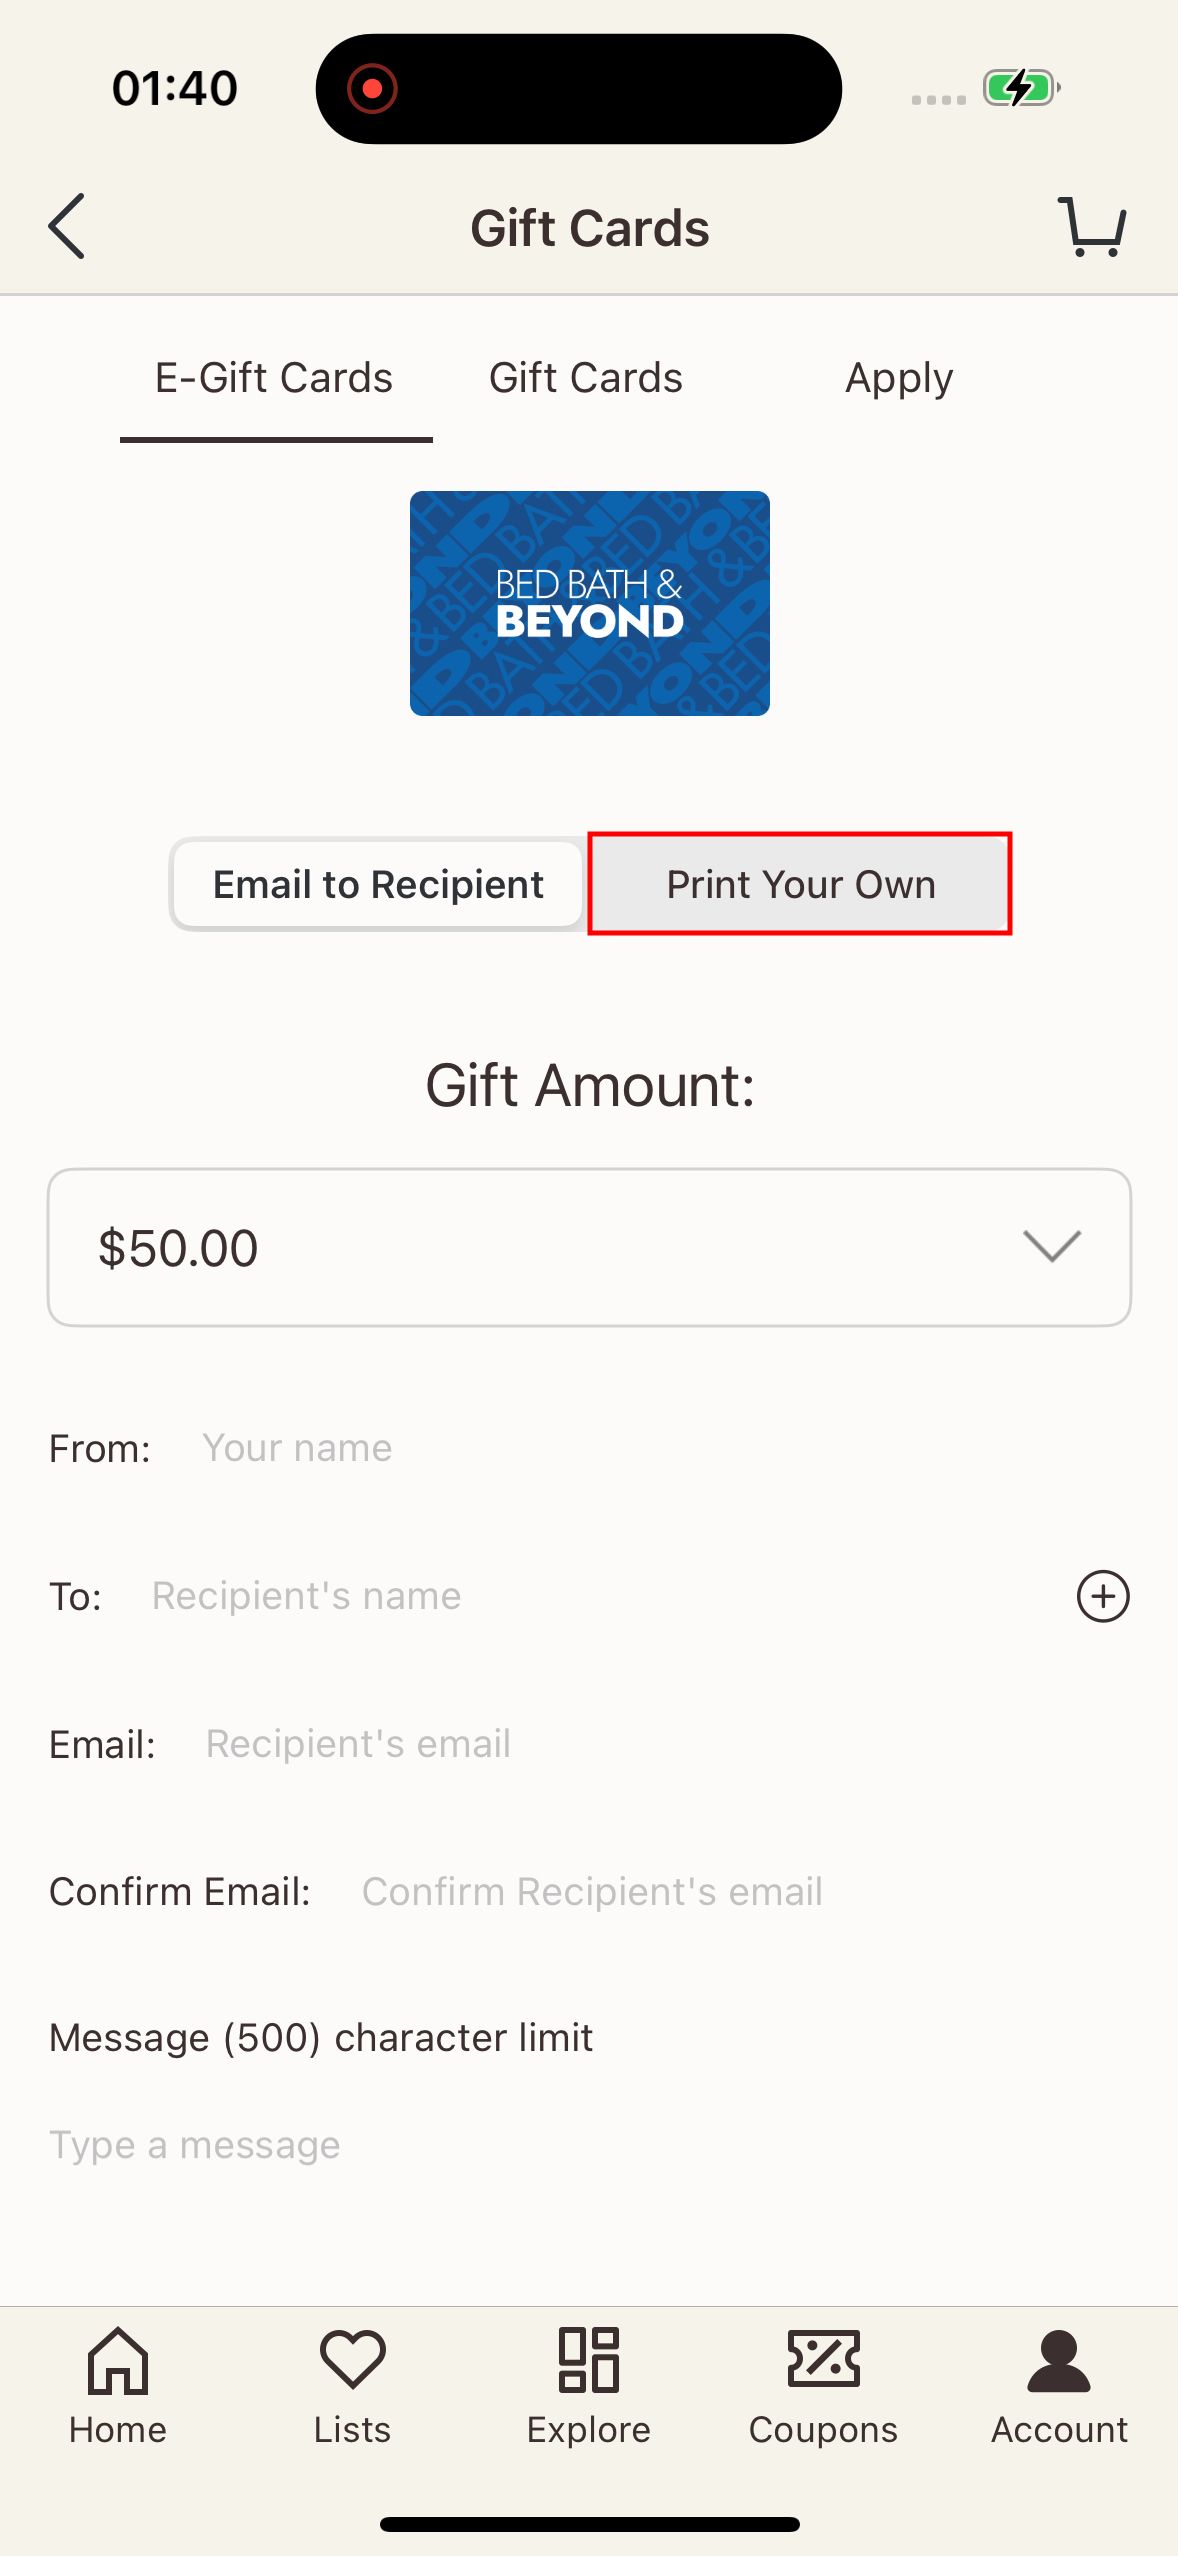 01:40
Gift Cards
E-Gift Cards Gift Cards Apply
BED BATH &
BEYOND
Email to Recipient Print Your Own
Gift Amount:
$50.00
From: Your name
To: Recipient's name
Email: Recipient's email
Confirm Email: Confirm Recipient's email
Message (500) character limit
Type a message
Home Lists Explore Coupons Account